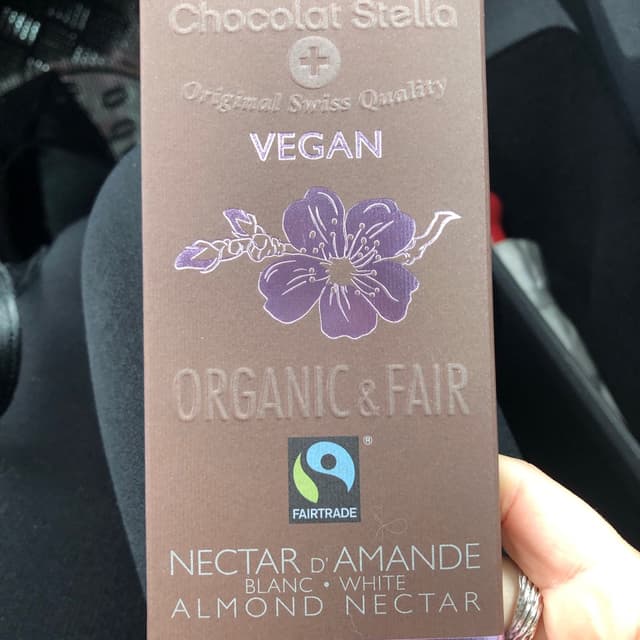 Chocolat Stella
Original Swiss Quality
VEGAN
ORGANIC & FAIR
®
FAIRTRADE
NECTAR D'AMANDE
BLANC • WHITE
ALMOND NECTAR